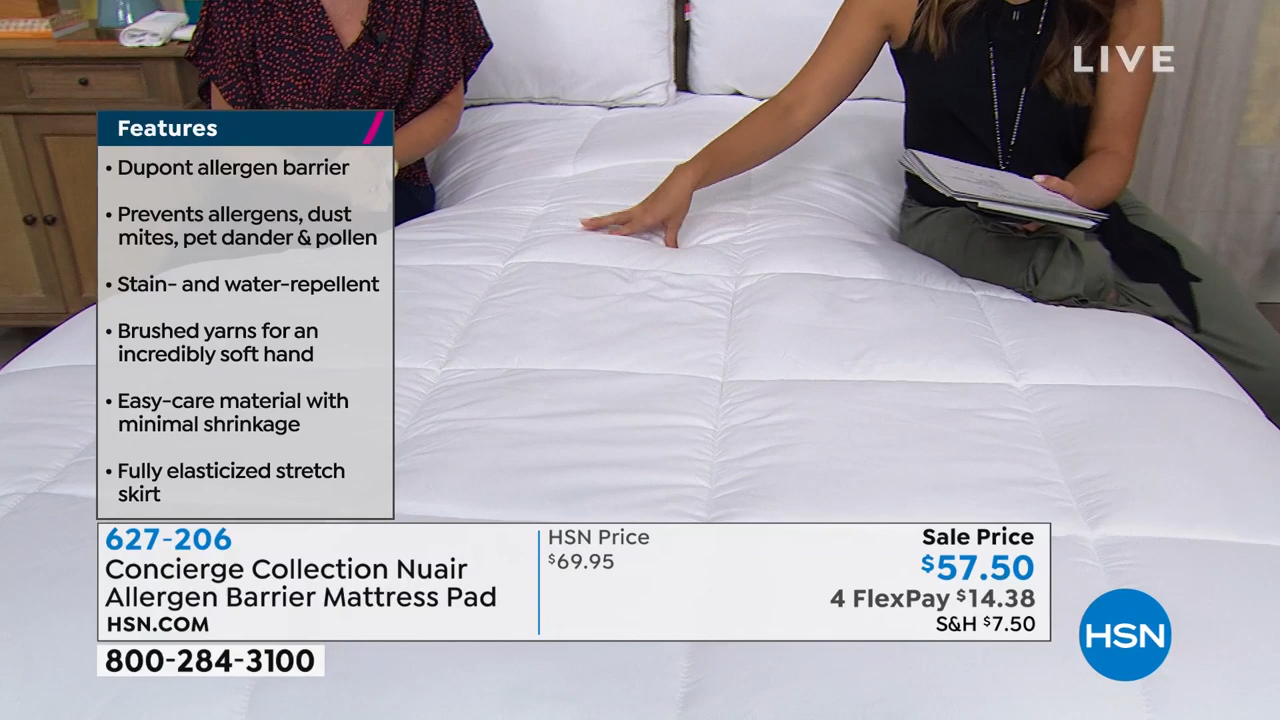 LIVE
Features
• Dupont allergen barrier
• Prevents allergens, dust
mites, pet dander & pollen
• Stain- and water-repellent
• Brushed yarns for an
incredibly soft hand
• Easy-care material with
minimal shrinkage
• Fully elasticized stretch
skirt
627-206
Concierge Collection Nuair
Allergen Barrier Mattress Pad
HSN.COM
HSN Price
$69.95
Sale Price
$57.50
4 FlexPay $14.38
S&H $7.50
800-284-3100
HSN